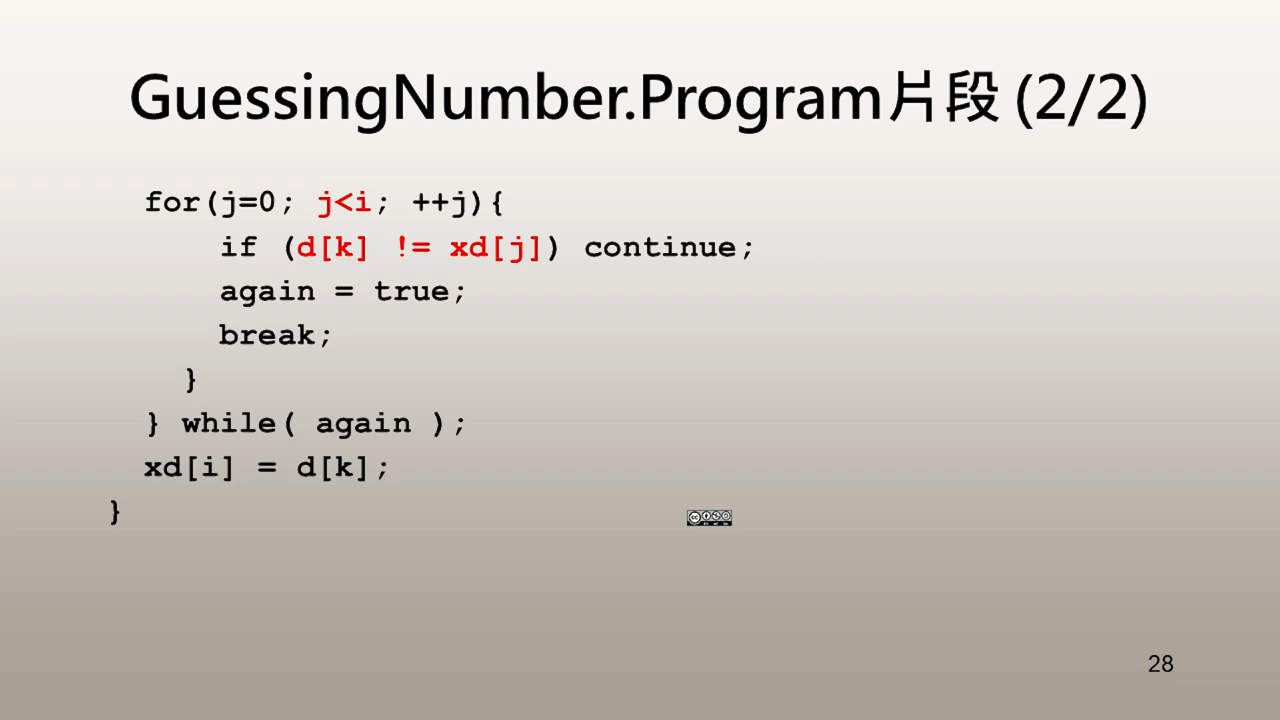 GuessingNumber.Program片段 (2/2)
for(j=0; j<i; ++j){
if (d[k] != xd[j]) continue;
again = true;
break;
}
} while( again );
xd[i] = d[k];
}
28